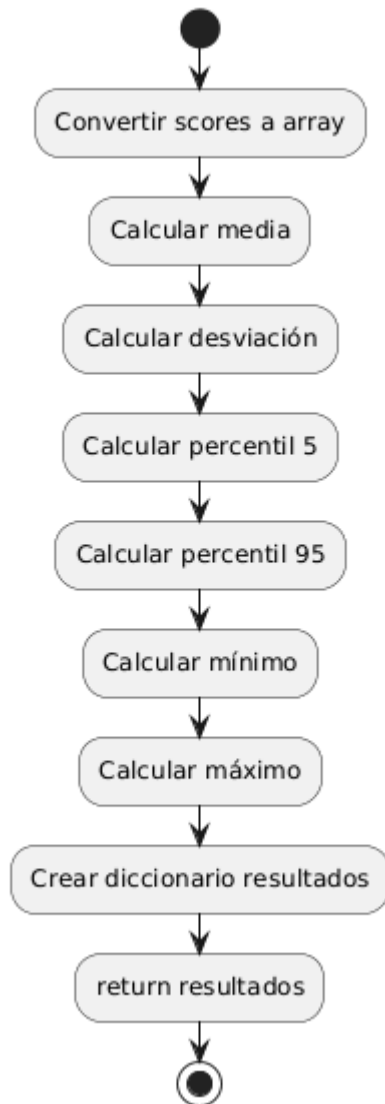 Convertir scores a array
Calcular media
Calcular desviación
Calcular percentil 5
Calcular percentil 95
Calcular mínimo
Calcular máximo
Crear diccionario resultados
return resultados